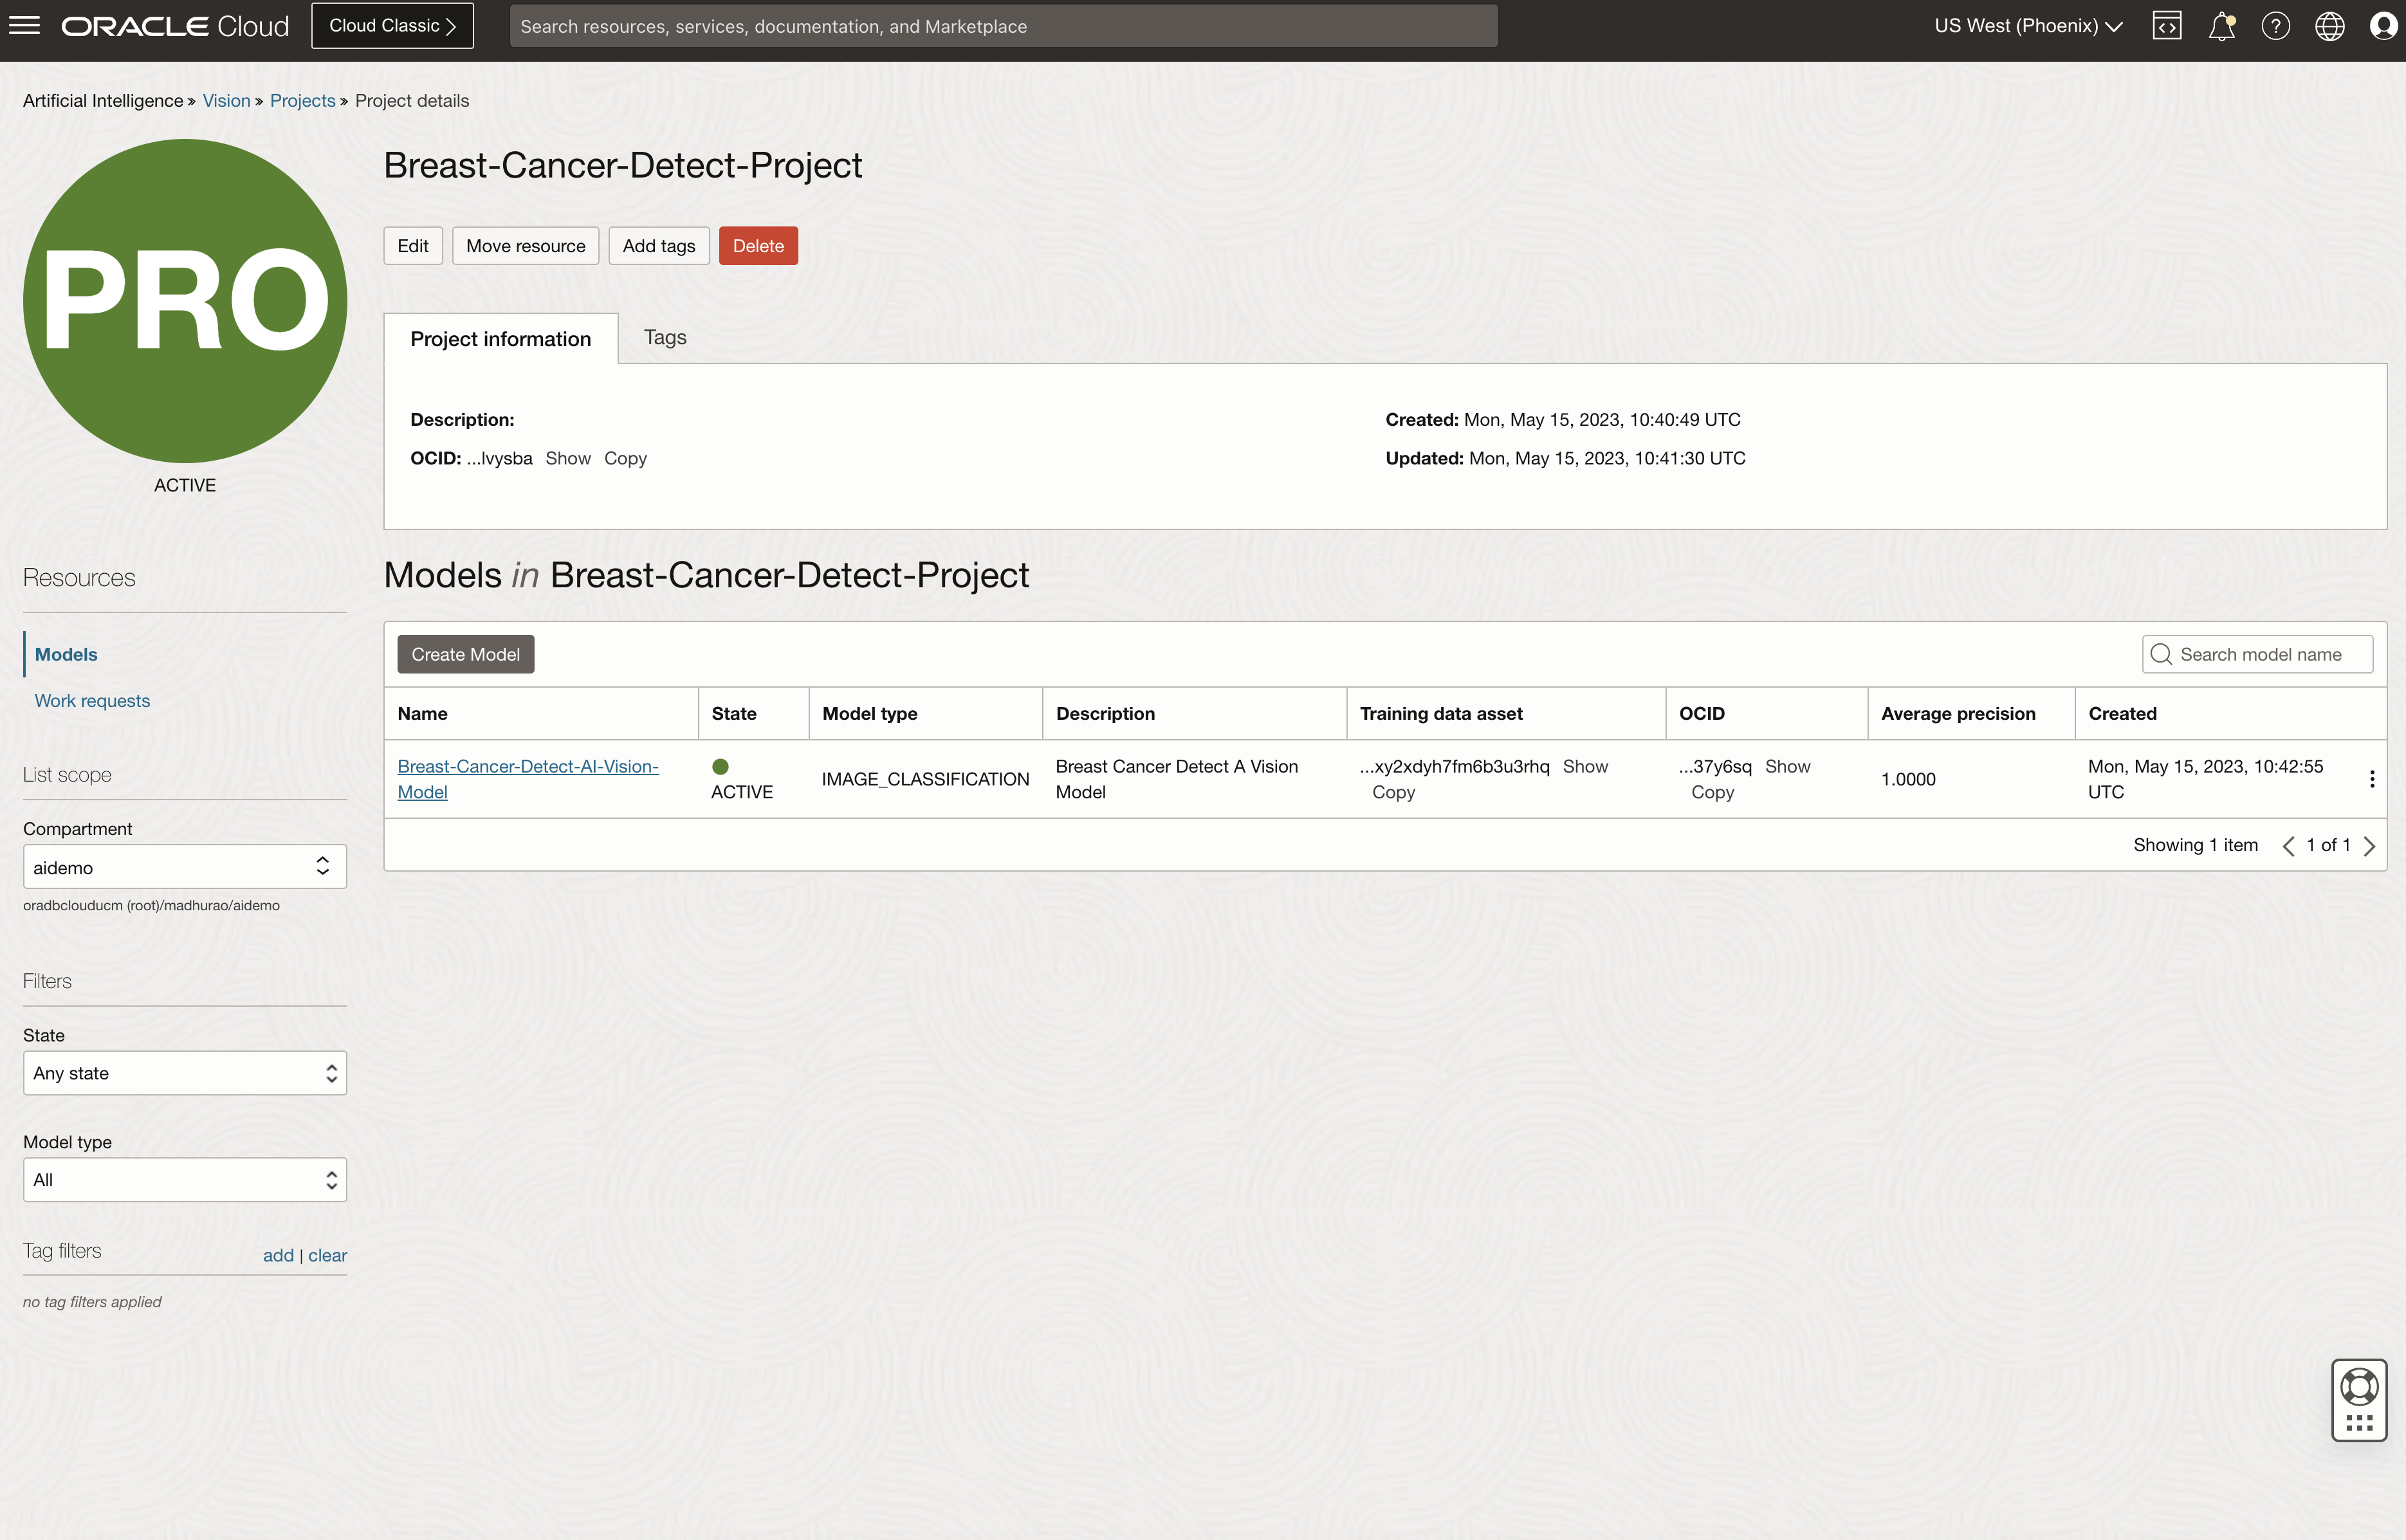 ORACLE Cloud
Cloud Classic
Search resources, services, documentation, and Marketplace
US West (Phoenix)
Artificial Intelligence » Vision » Projects » Project details
PRO
ACTIVE
Breast-Cancer-Detect-Project
Edit Move resource Add tags Delete
Project information Tags
Description:
OCID: ...lvysba Show Copy
Created: Mon, May 15, 2023, 10:40:49 UTC
Updated: Mon, May 15, 2023, 10:41:30 UTC
Resources
Models
Work requests
List scope
Compartment
aidemo
oradbclouducm (root)/madhurao/aidemo
Filters
State
Any state
Model type
All
Tag filters add | clear
no tag filters applied
Models in Breast-Cancer-Detect-Project
Create Model
Search model name
Name State Model type Description Training data asset OCID Average precision Created
Breast-Cancer-Detect-AI-Vision-
Model
ACTIVE
IMAGE_CLASSIFICATION
Breast Cancer Detect A Vision
Model
...xy2xdyh7fm6b3u3rhq Show
Copy
...37y6sq Show
Copy
1.0000
Mon, May 15, 2023, 10:42:55
UTC
Showing 1 item 1 of 1